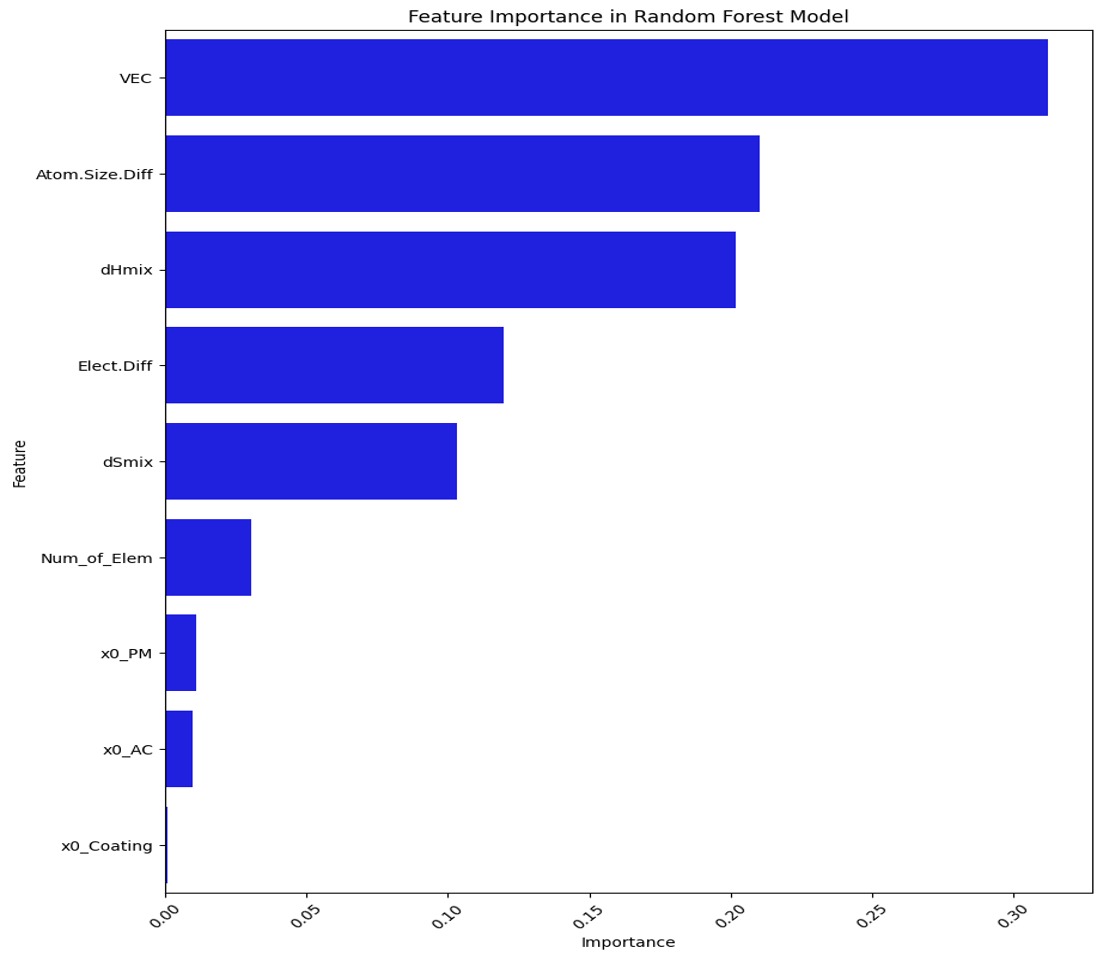 Feature Importance in Random Forest Model
VEC
Atom.Size.Diff
dHmix
Elect.Diff
dSmix
Num_of_Elem
x0_PM
x0_AC
x0_Coating
Feature
0.00 0.05 0.10 0.15 0.20 0.25 0.30
Importance